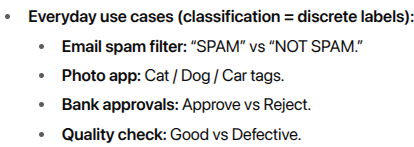 • Everyday use cases (classification = discrete labels):
• Email spam filter: “SPAM” vs “NOT SPAM.”
• Photo app: Cat / Dog / Car tags.
• Bank approvals: Approve vs Reject.
• Quality check: Good vs Defective.